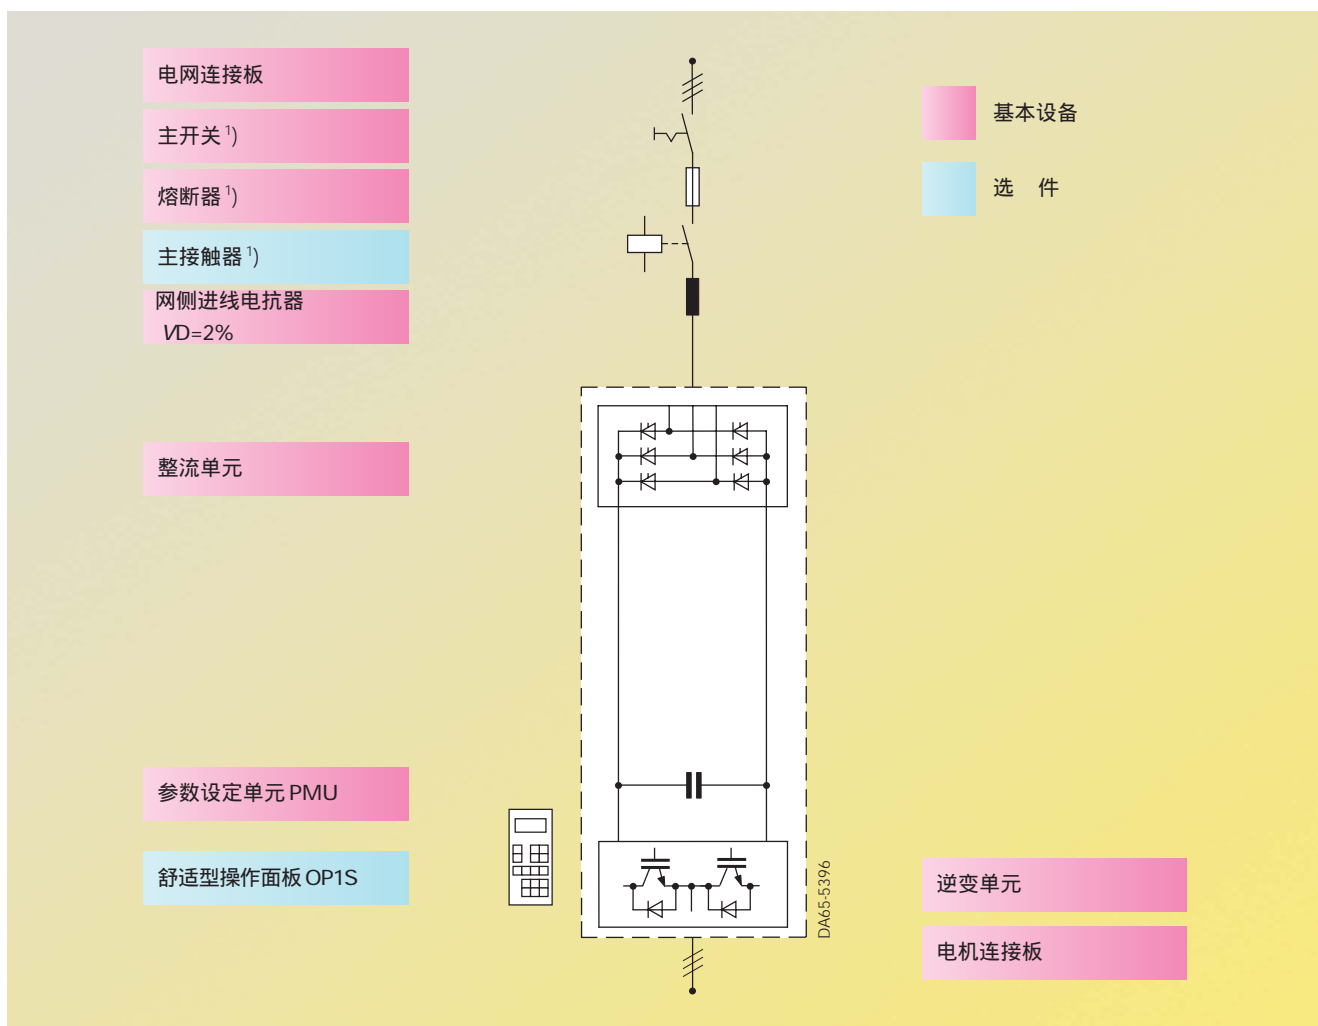 电网连接板
主开关 1)
熔断器 1)
主接触器 1)
网侧进线电抗器
VD=2%
整流单元
参数设定单元 PMU
舒适型操作面板 OP1S
基本设备
选 件
DA65-5396
逆变单元
电机连接板